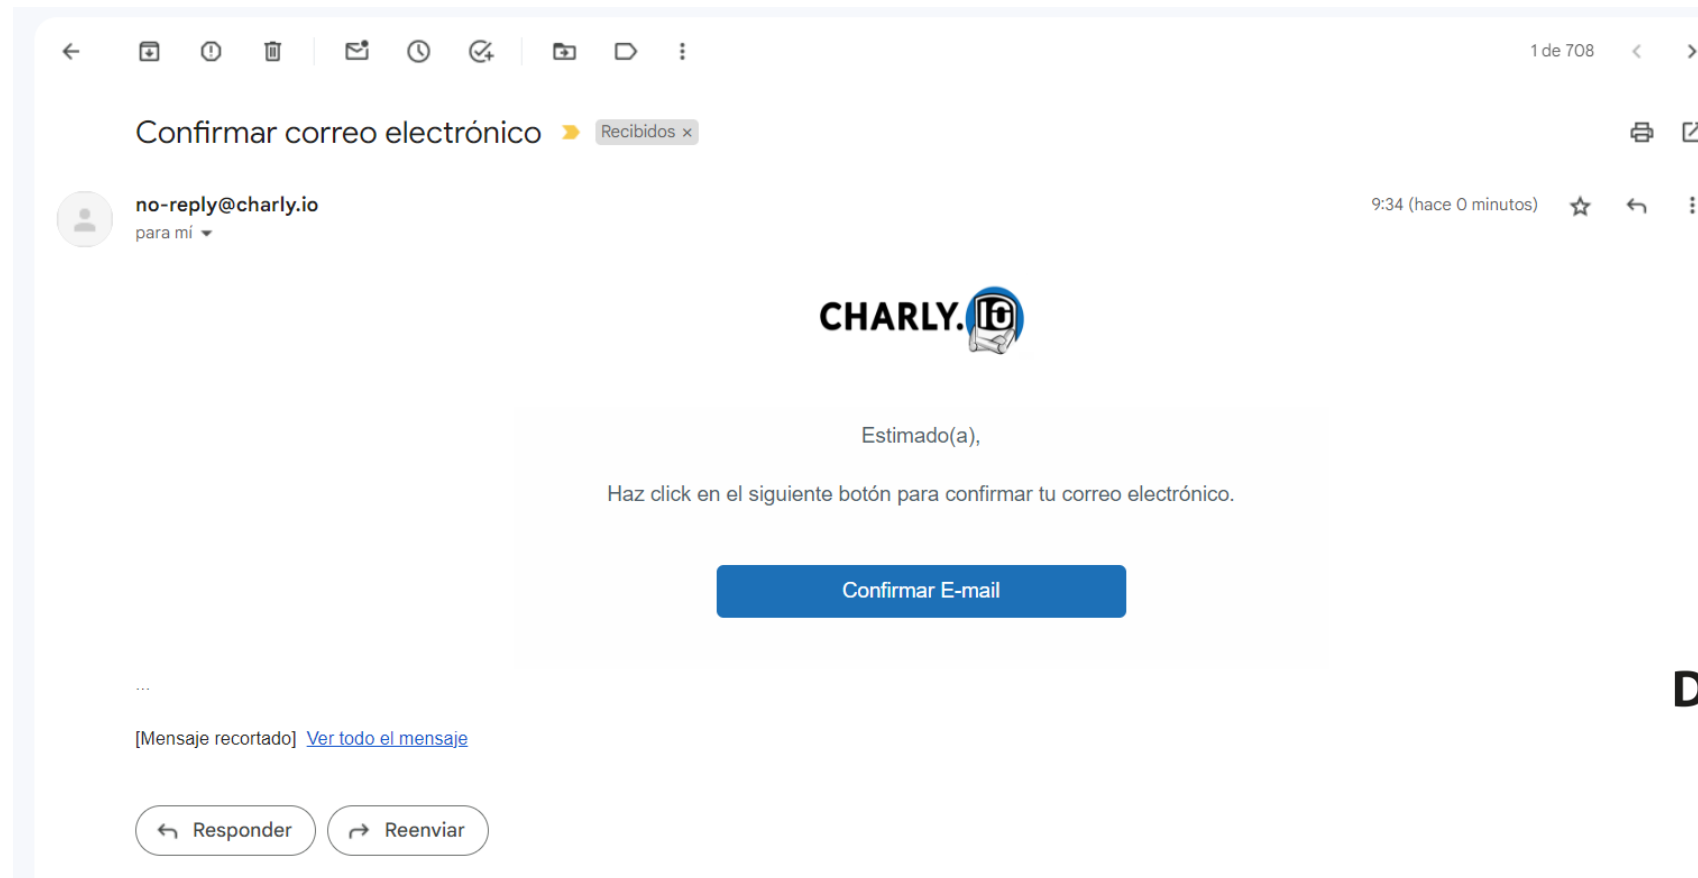 1 de 708
Confirmar correo electrónico
Recibidos ×
no-reply@charly.io
9:34 (hace 0 minutos)
para mí
CHARLY.IO
Estimado(a),
Haz click en el siguiente botón para confirmar tu correo electrónico.
Confirmar E-mail
...
D
[Mensaje recortado] Ver todo el mensaje
Responder
Reenviar